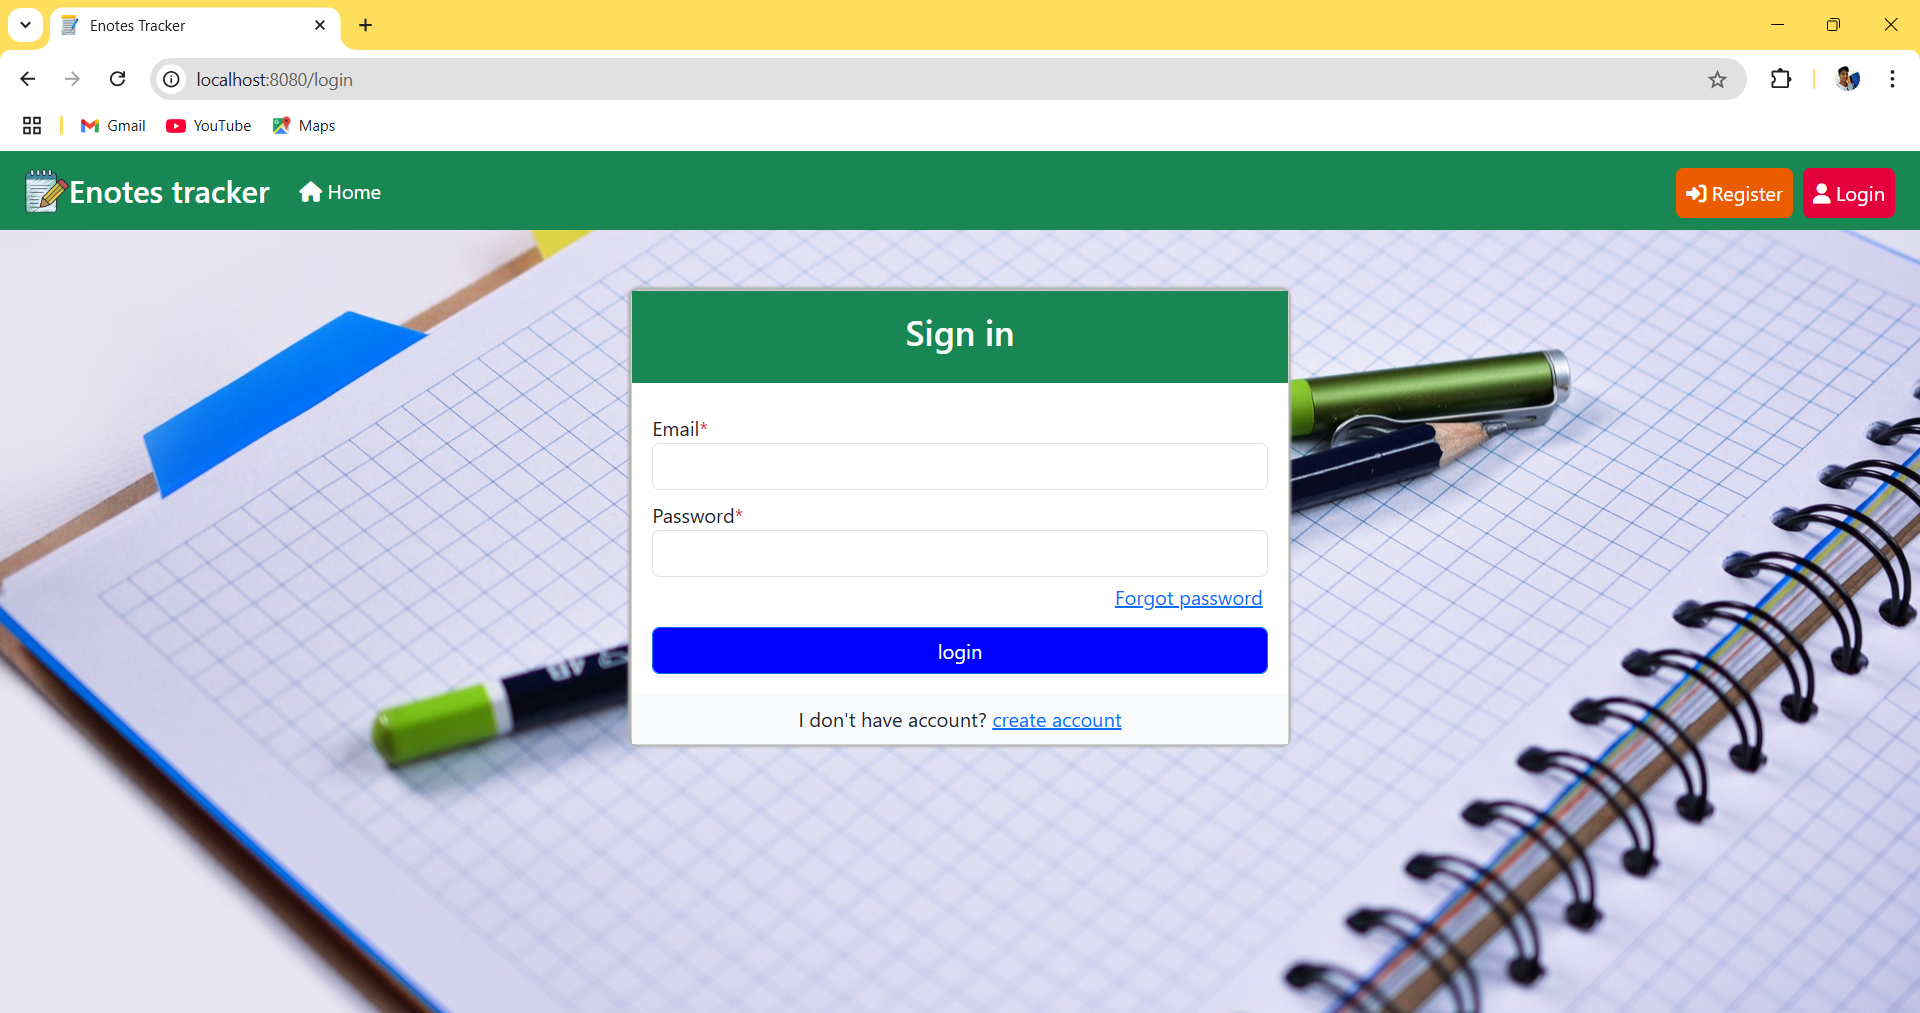 Enotes Tracker
localhost:8080/login
Gmail YouTube Maps
Enotes tracker Home Register Login
Sign in
Email*
Password*
Forgot password
login
I don't have account? create account